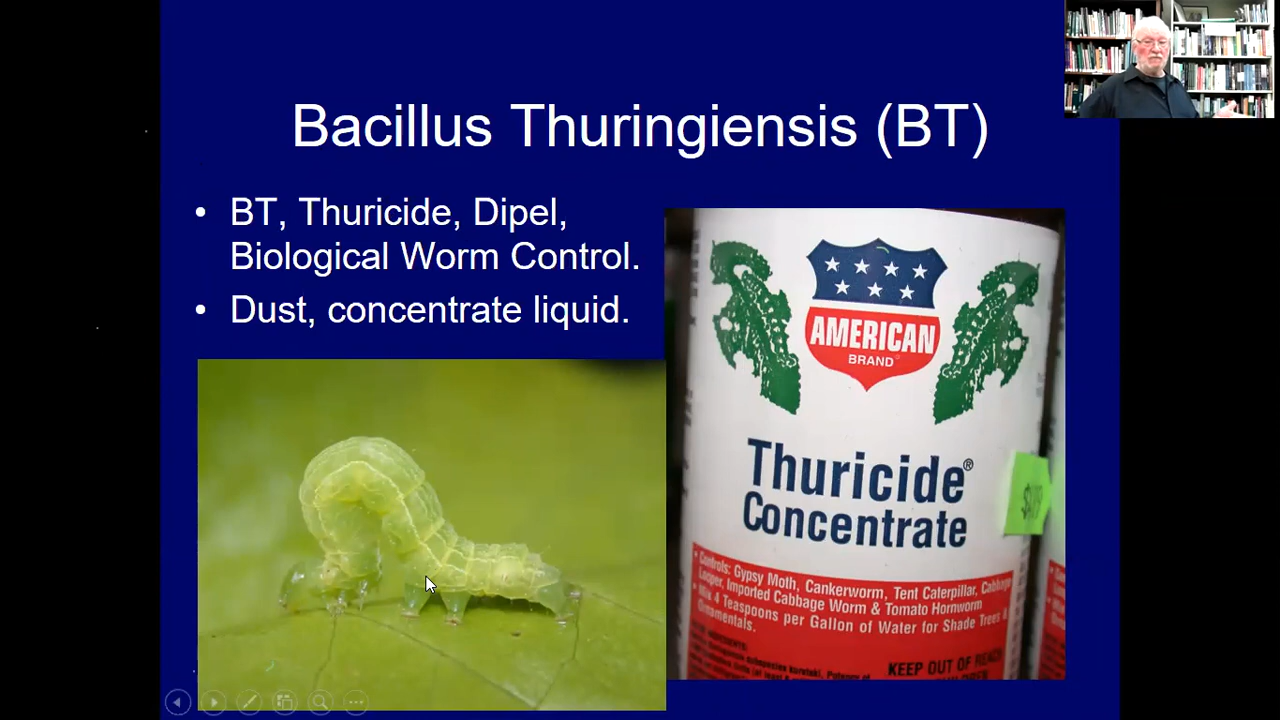 Bacillus Thuringiensis (BT)
• BT, Thuricide, Dipel,
Biological Worm Control.
• Dust, concentrate liquid.
AMERICAN
BRAND
Thuricide®
Concentrate
• Controls: Gypsy Moth, Cankerworm, Tent Caterpillar, Cabbage
Looper, Imported Cabbage Worm & Tomato Hornworm
• Mix 4 Teaspoons per Gallon of Water for Shade Trees &
Ornamentals.
KEEP OUT OF REACH